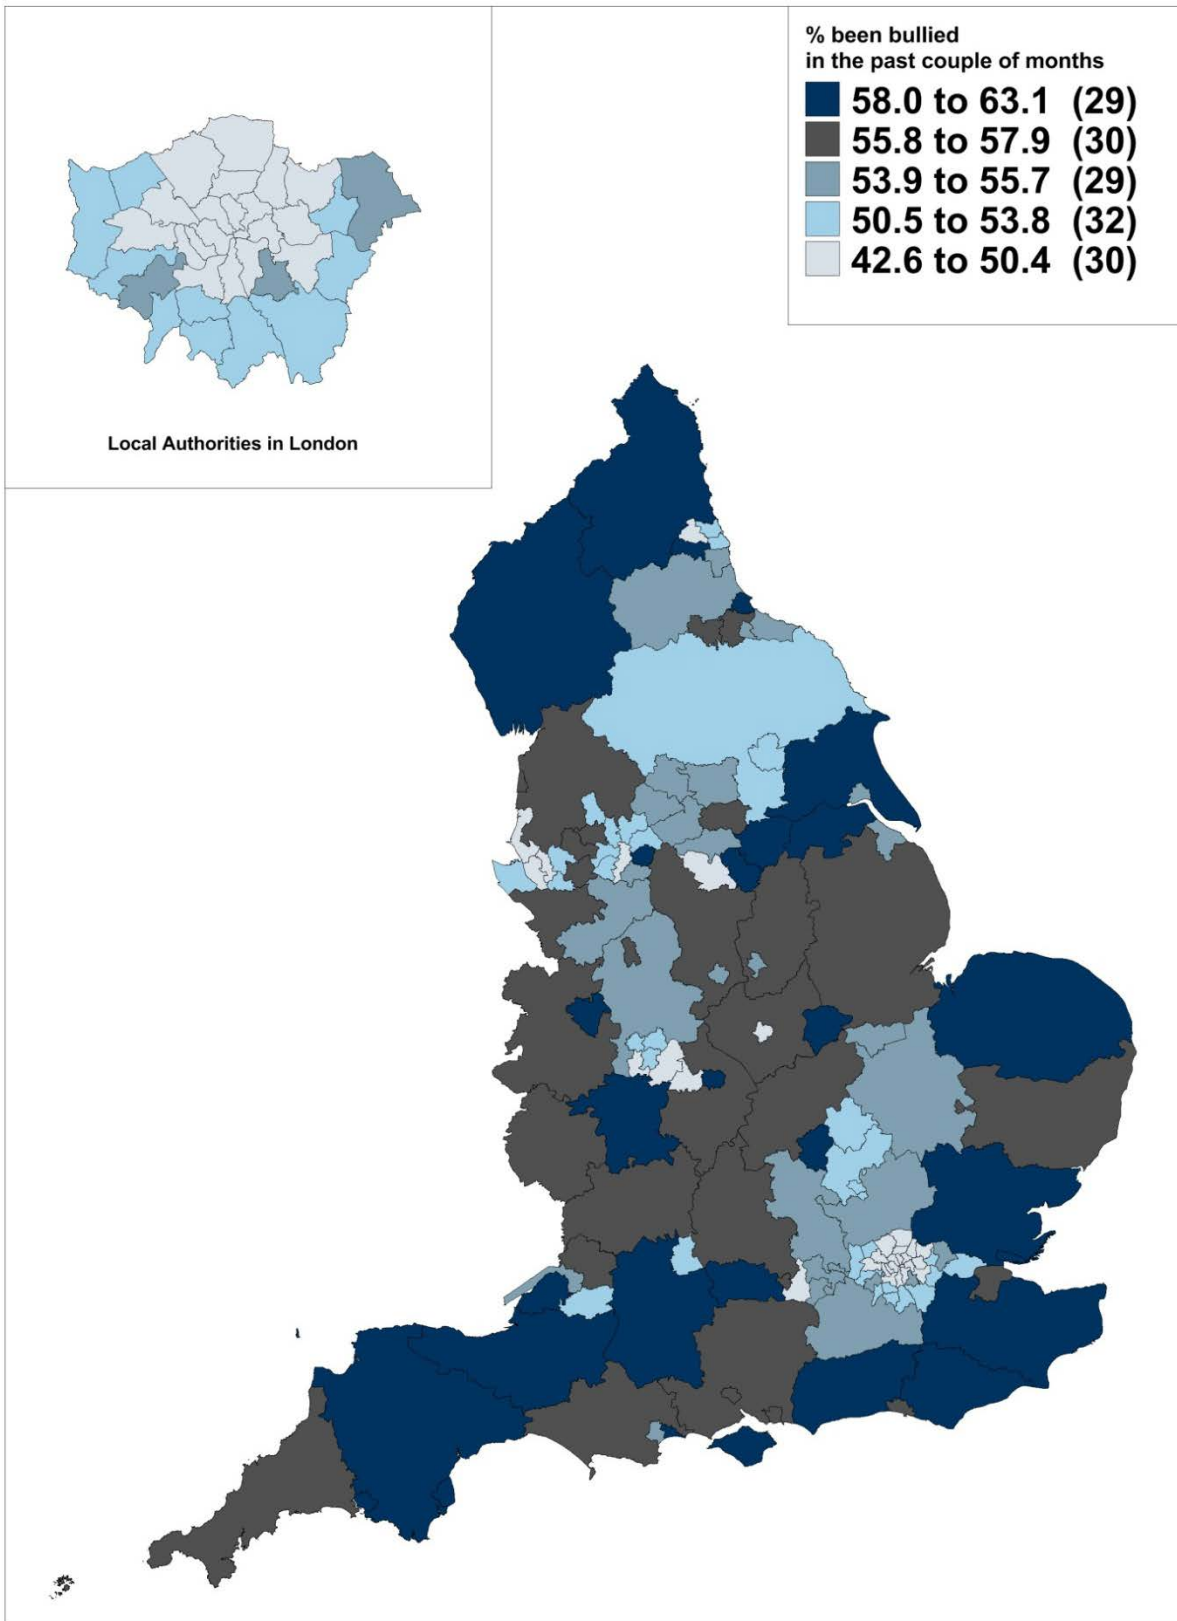 % been bullied
in the past couple of months
58.0 to 63.1 (29)
55.8 to 57.9 (30)
53.9 to 55.7 (29)
50.5 to 53.8 (32)
42.6 to 50.4 (30)
Local Authorities in London